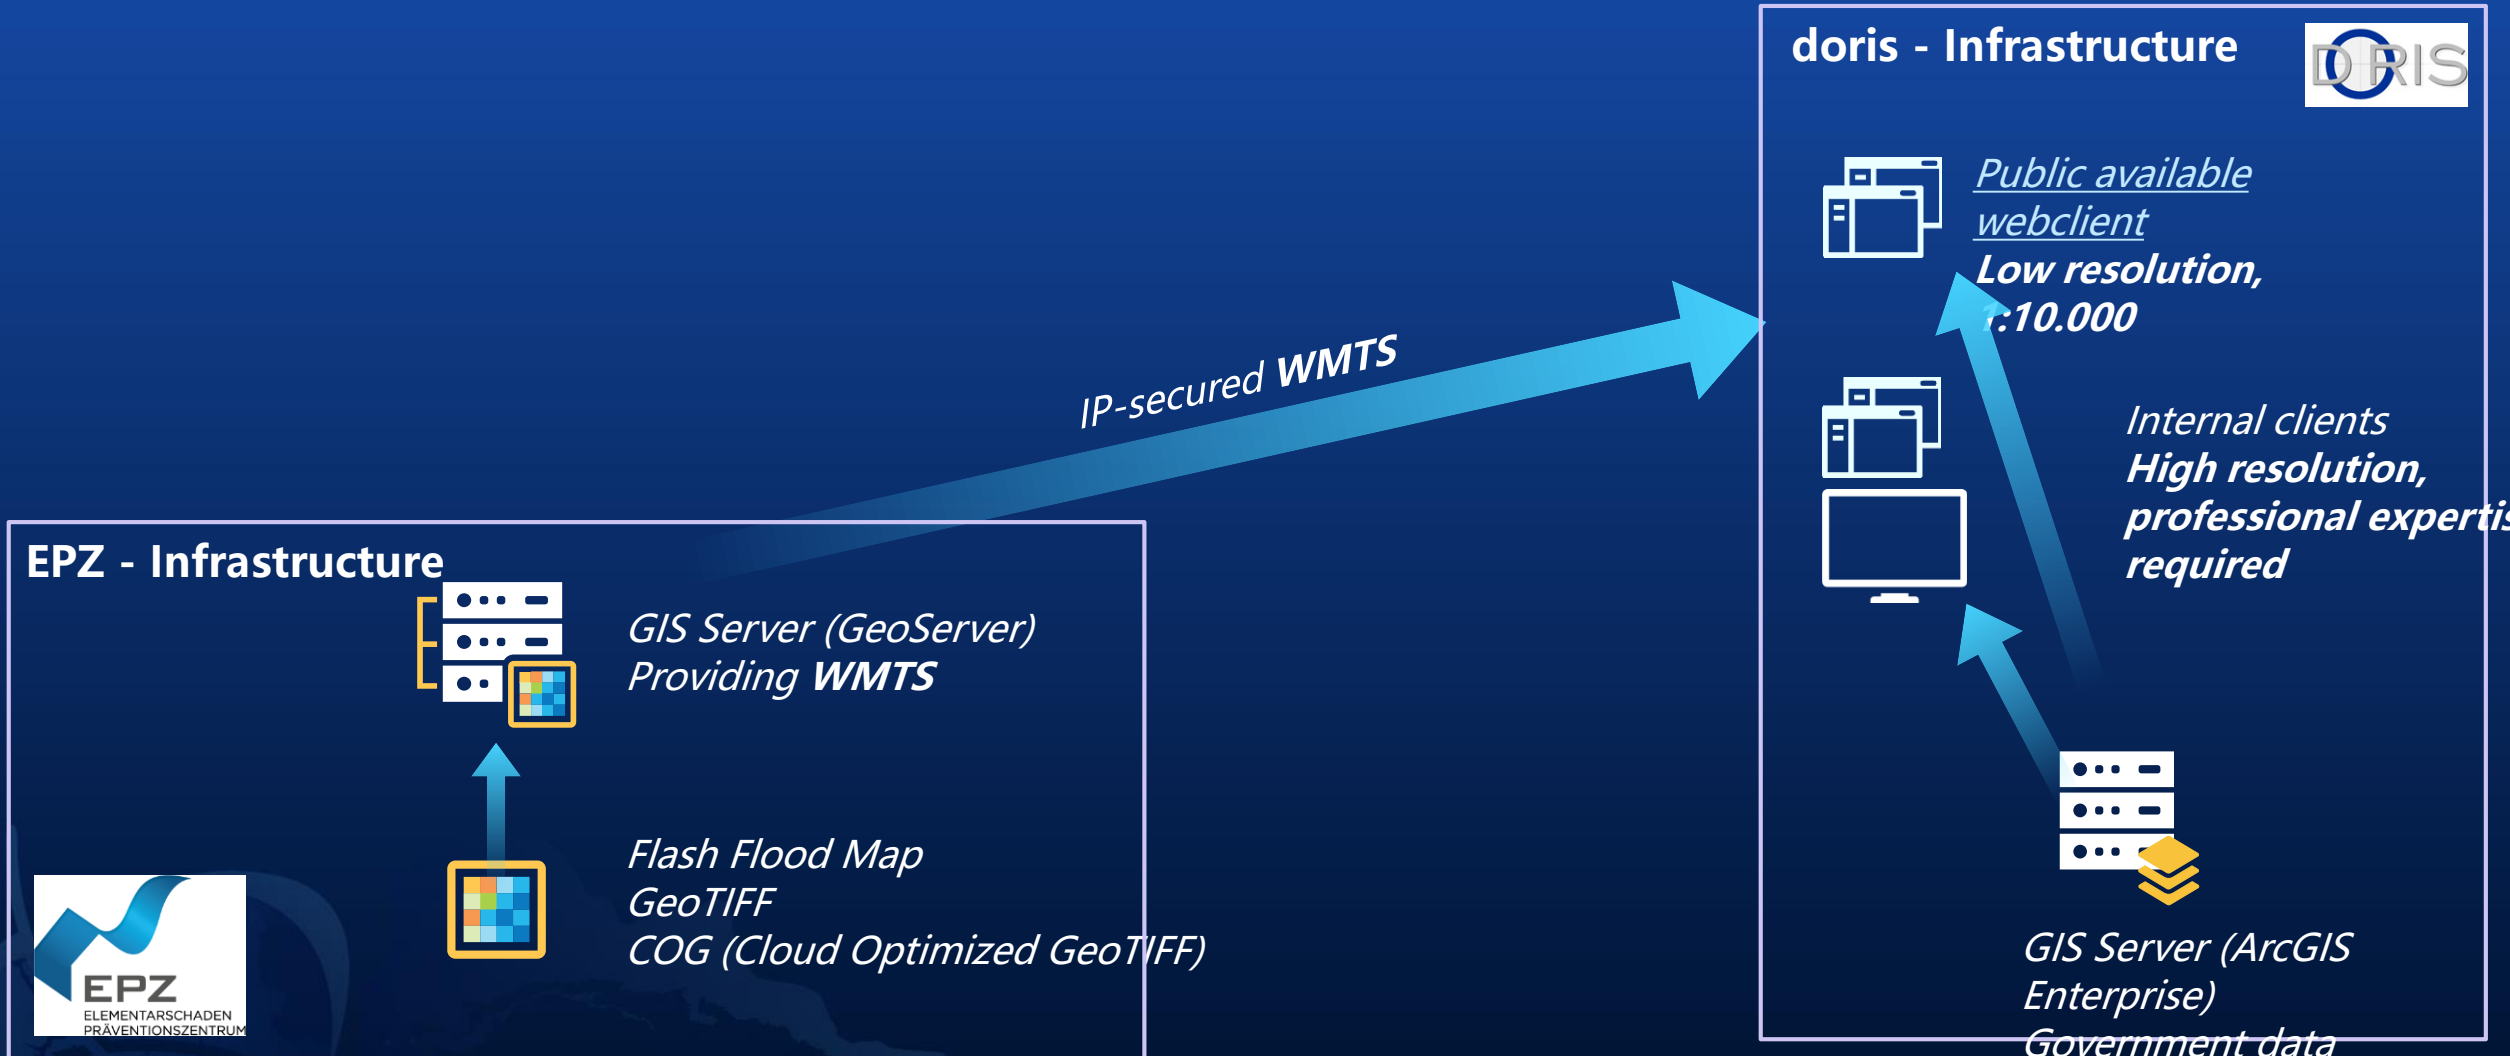 doris - Infrastructure
DORIS
Public available
webclient
Low resolution,
1:10.000
IP-secured WMTS
Internal clients
High resolution,
professional expertis
required
EPZ - Infrastructure
GIS Server (GeoServer)
Providing WMTS
Flash Flood Map
GeoTIFF
COG (Cloud Optimized GeoTIFF)
EPZ
ELEMENTARSCHADEN
PRÄVENTIONSZENTRUM
GIS Server (ArcGIS
Enterprise)
Government data